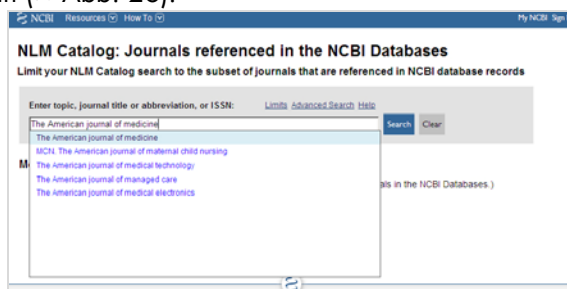 (→ Abb. 20).
NCBI Resources How To My NCBI Sign
NLM Catalog: Journals referenced in the NCBI Databases
Limit your NLM Catalog search to the subset of journals that are referenced in NCBI database records
Enter topic, journal title or abbreviation, or ISSN: Limits Advanced Search Help
The American journal of medicine Search Clear
The American journal of medicine
MCN. The American journal of maternal child nursing
M
The American journal of medical technology
The American journal of managed care
als in the NCBI Databases.)
The American journal of medical electronics